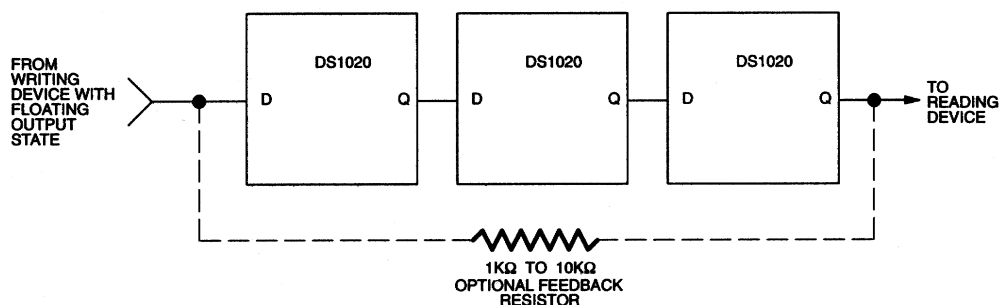 FROM
WRITING
DEVICE WITH
FLOATING
OUTPUT
STATE
DS1020
D
Q
DS1020
D
Q
DS1020
D
Q
TO
READING
DEVICE
1KΩ TO 10KΩ
OPTIONAL FEEDBACK
RESISTOR